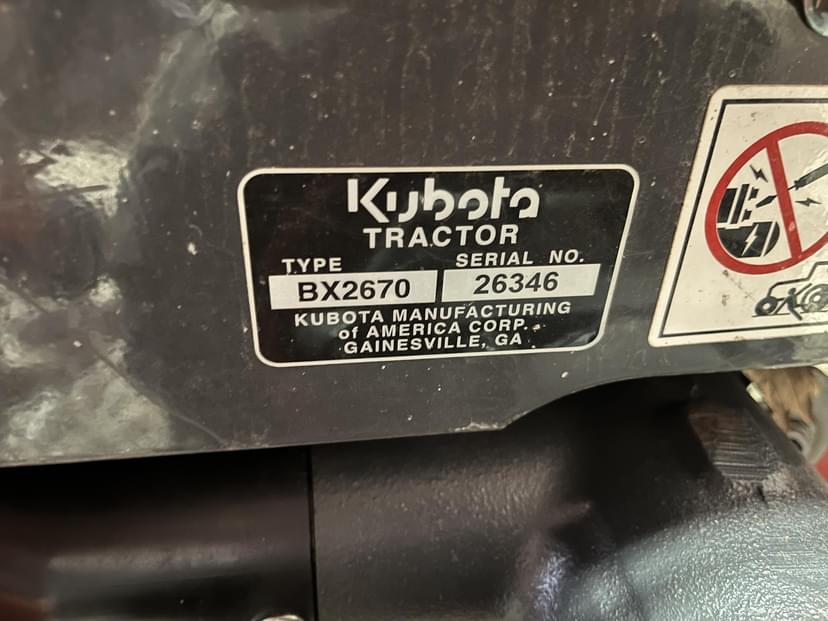 Kubota
TRACTOR
TYPE SERIAL NO.
BX2670 26346
KUBOTA MANUFACTURING
of AMERICA CORP.
GAINESVILLE, GA